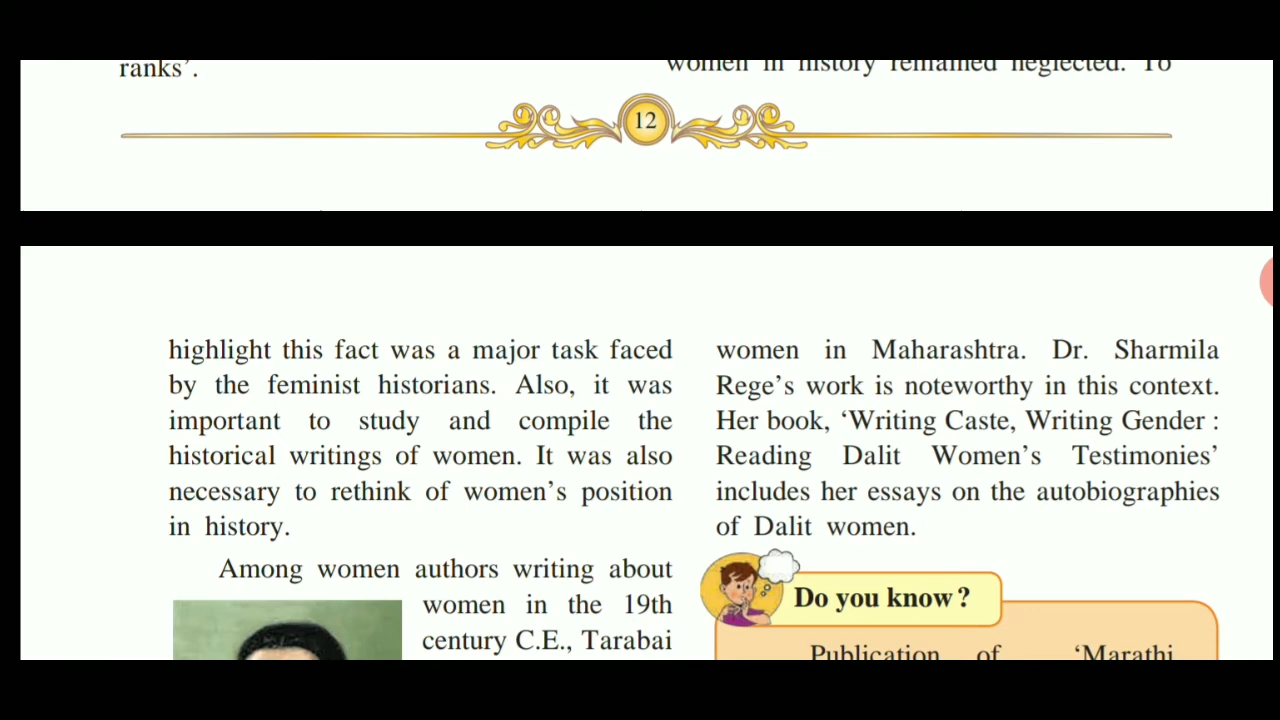 ranks’.
women in history remained neglected. To
12
highlight this fact was a major task faced
by the feminist historians. Also, it was
important to study and compile the
historical writings of women. It was also
necessary to rethink of women’s position
in history.
Among women authors writing about
women in the 19th
century C.E., Tarabai
women in Maharashtra. Dr. Sharmila
Rege’s work is noteworthy in this context.
Her book, ‘Writing Caste, Writing Gender :
Reading Dalit Women’s Testimonies’
includes her essays on the autobiographies
of Dalit women.
Do you know?
Publication of ‘Marathi